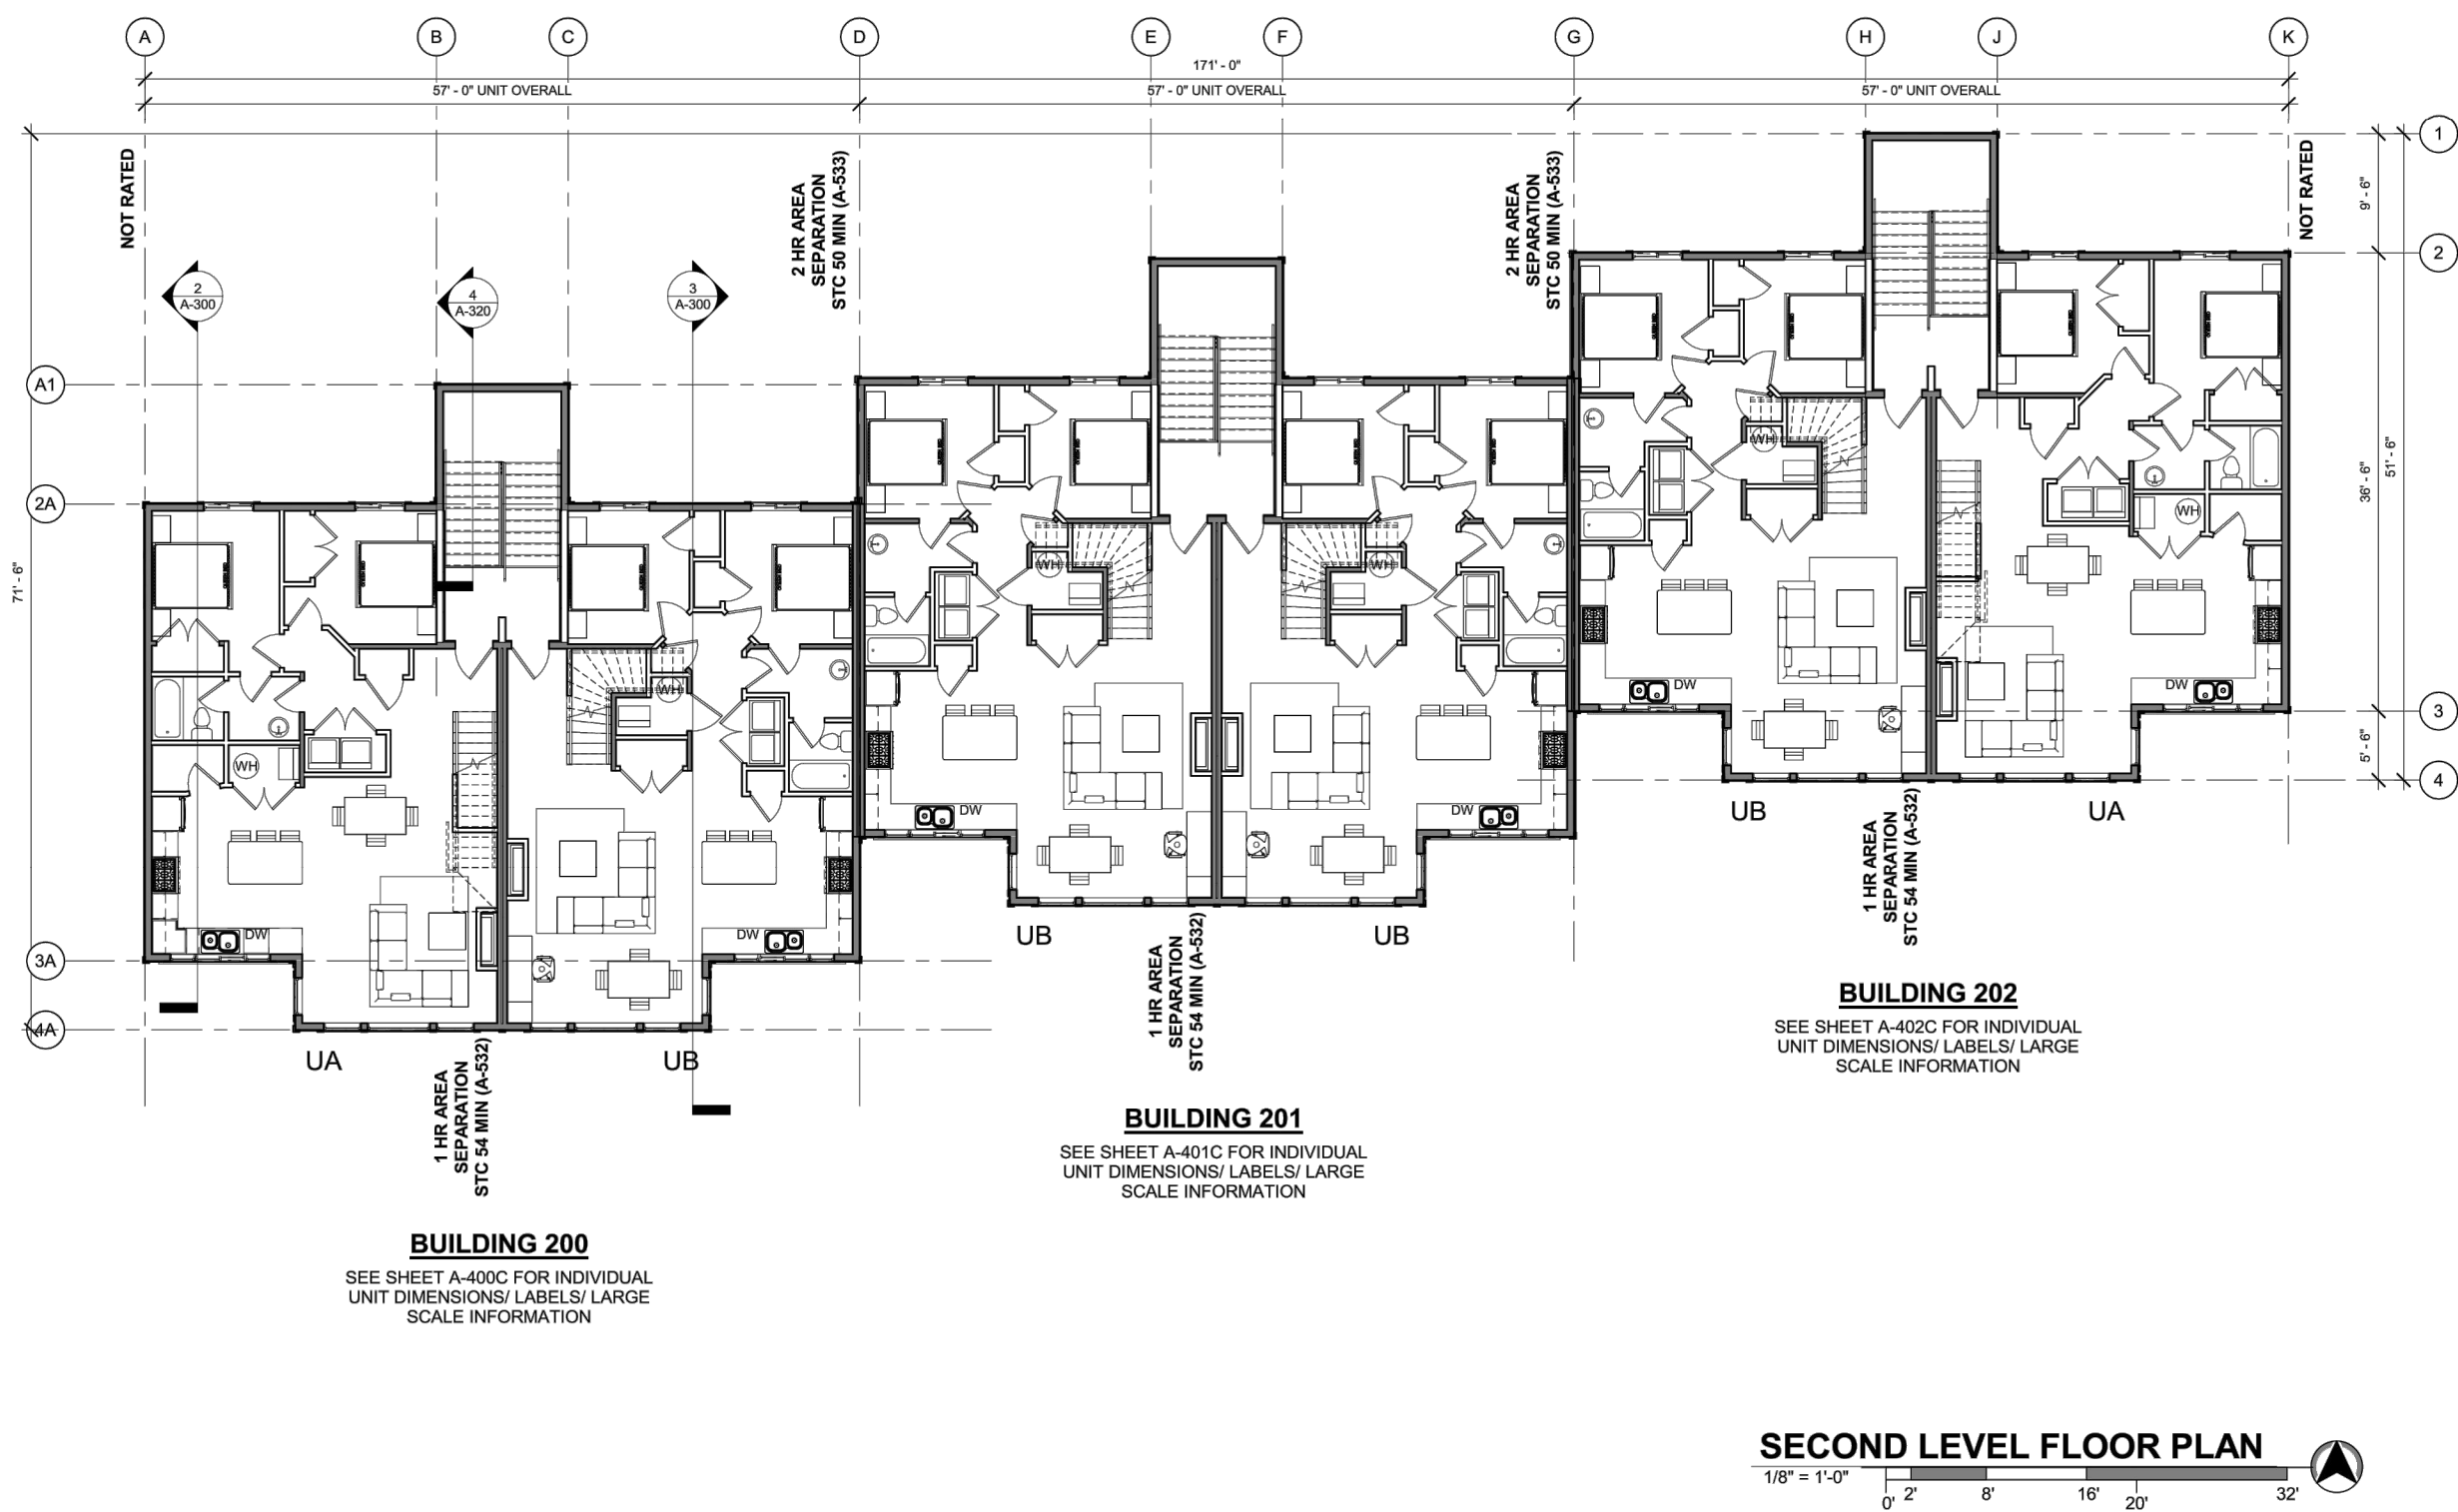 A B C D E F G H J K
171' - 0"
57' - 0" UNIT OVERALL
57' - 0" UNIT OVERALL
57' - 0" UNIT OVERALL
1
2
3
4
9' - 6"
36' - 6"
5' - 6"
51' - 6"
71' - 6"
A1
2A
3A
4A
NOT RATED
2
A-300
4
A-320
3
A-300
2 HR AREA
SEPARATION
STC 50 MIN (A-533)
2 HR AREA
SEPARATION
STC 50 MIN (A-533)
NOT RATED
WH
WH
WH
WH
WH
WH
DW
DW
DW
DW
DW
DW
UB
UA
1 HR AREA
SEPARATION
STC 54 MIN (A-532)
UB
UB
1 HR AREA
SEPARATION
STC 54 MIN (A-532)
UA
UB
1 HR AREA
SEPARATION
STC 54 MIN (A-532)
BUILDING 202
SEE SHEET A-402C FOR INDIVIDUAL
UNIT DIMENSIONS/ LABELS/ LARGE
SCALE INFORMATION
BUILDING 201
SEE SHEET A-401C FOR INDIVIDUAL
UNIT DIMENSIONS/ LABELS/ LARGE
SCALE INFORMATION
BUILDING 200
SEE SHEET A-400C FOR INDIVIDUAL
UNIT DIMENSIONS/ LABELS/ LARGE
SCALE INFORMATION
SECOND LEVEL FLOOR PLAN
1/8" = 1'-0"
0' 2' 8' 16' 20' 32'